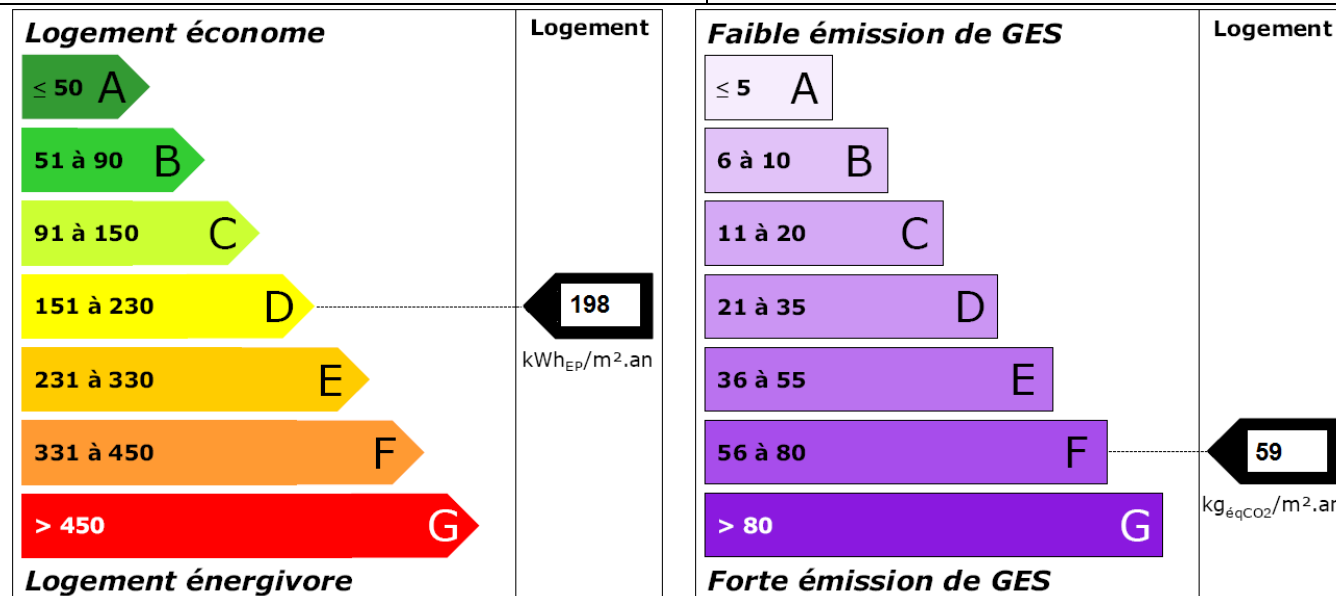 Logement économe
Logement
≤ 50 A
51 à 90 B
91 à 150 C
151 à 230 D
198
kWhEP/m².an
231 à 330 E
331 à 450 F
> 450 G
Logement énergivore
Faible émission de GES
Logement
≤ 5 A
6 à 10 B
11 à 20 C
21 à 35 D
36 à 55 E
56 à 80 F
59
kgéqCO2/m².an
> 80 G
Forte émission de GES